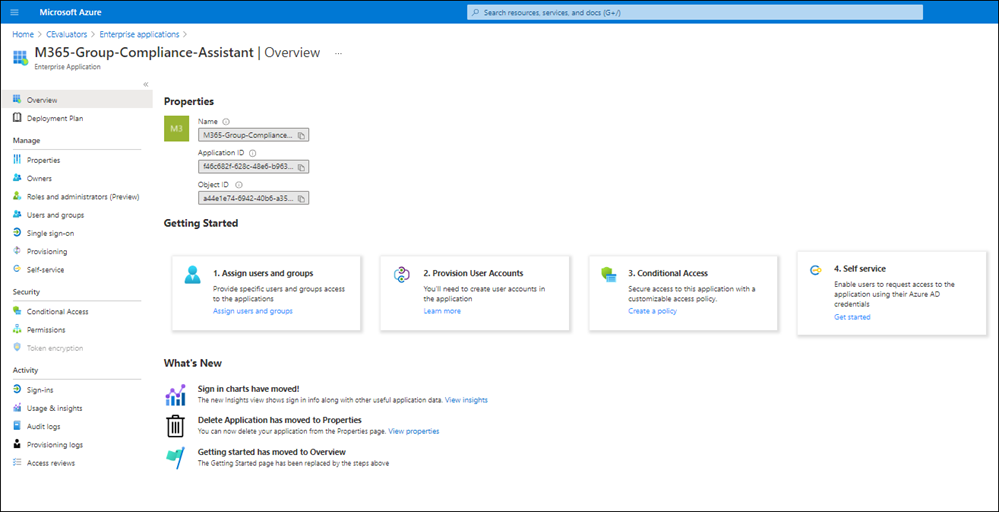 Microsoft Azure
Search resources, services, and docs (G+/)
Home > CEvaluators > Enterprise applications >
M365-Group-Compliance-Assistant | Overview ...
Enterprise Application
«
Overview
Deployment Plan
Manage
Properties
Owners
Roles and administrators (Preview)
Users and groups
Single sign-on
Provisioning
Self-service
Security
Conditional Access
Permissions
Token encryption
Activity
Sign-ins
Usage & insights
Audit logs
Provisioning logs
Access reviews
Properties
M3
Name
M365-Group-Compliance...
Application ID
f46c682f-628c-48e6-b963...
Object ID
a44e1e74-6942-40b6-a35...
Getting Started
1. Assign users and groups
Provide specific users and groups access
to the applications
Assign users and groups
2. Provision User Accounts
You'll need to create user accounts in
the application
Learn more
3. Conditional Access
Secure access to this application with a
customizable access policy.
Create a policy
4. Self service
Enable users to request access to the
application using their Azure AD
credentials
Get started
What's New
Sign in charts have moved!
The new Insights view shows sign in info along with other useful application data. View insights
Delete Application has moved to Properties
You can now delete your application from the Properties page. View properties
Getting started has moved to Overview
The Getting Started page has been replaced by the steps above